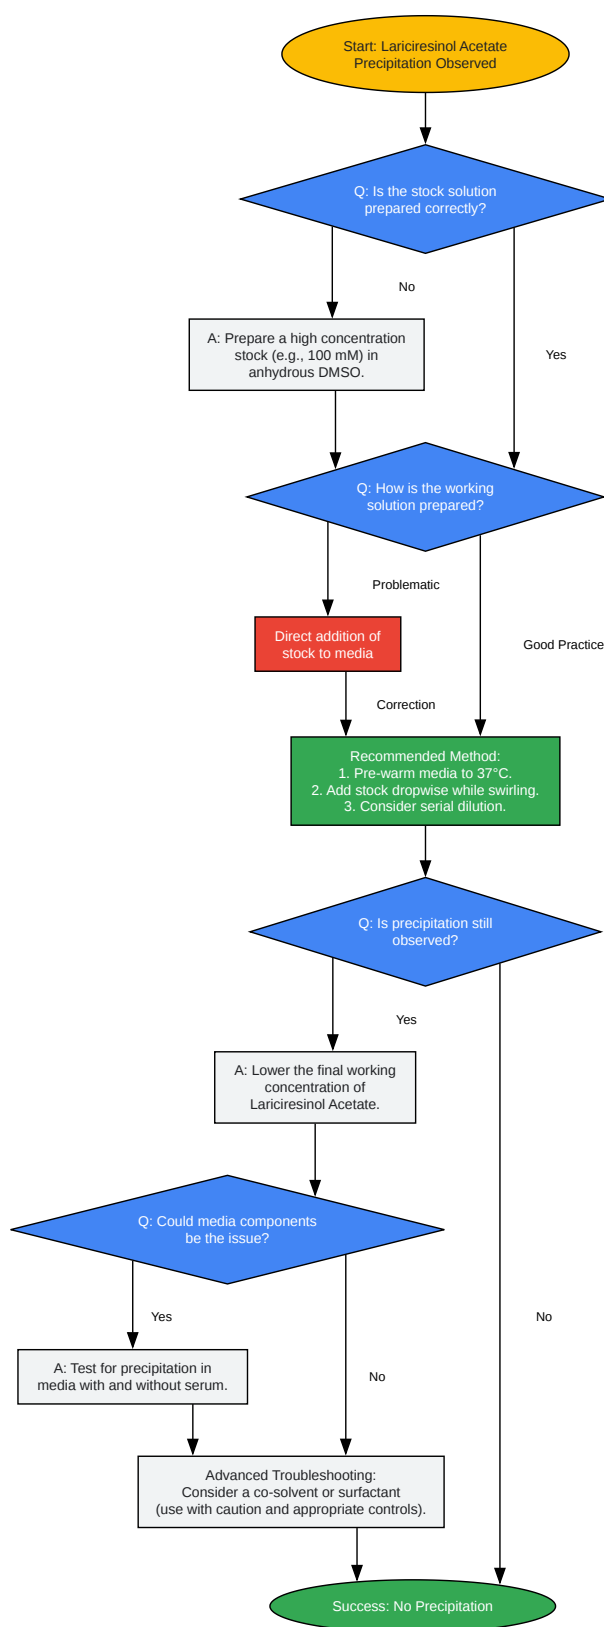 Start: Lariciresinol Acetate
Precipitation Observed
Q: Is the stock solution
prepared correctly?
No
Yes
A: Prepare a high concentration
stock (e.g., 100 mM) in
anhydrous DMSO.
Q: How is the working
solution prepared?
Problematic
Good Practice
Direct addition of
stock to media
Correction
Recommended Method:
1. Pre-warm media to 37°C.
2. Add stock dropwise while swirling.
3. Consider serial dilution.
Q: Is precipitation still
observed?
Yes
No
A: Lower the final working
concentration of
Lariciresinol Acetate.
Q: Could media components
be the issue?
Yes
No
A: Test for precipitation in
media with and without serum.
Advanced Troubleshooting:
Consider a co-solvent or surfactant
(use with caution and appropriate controls).
Success: No Precipitation